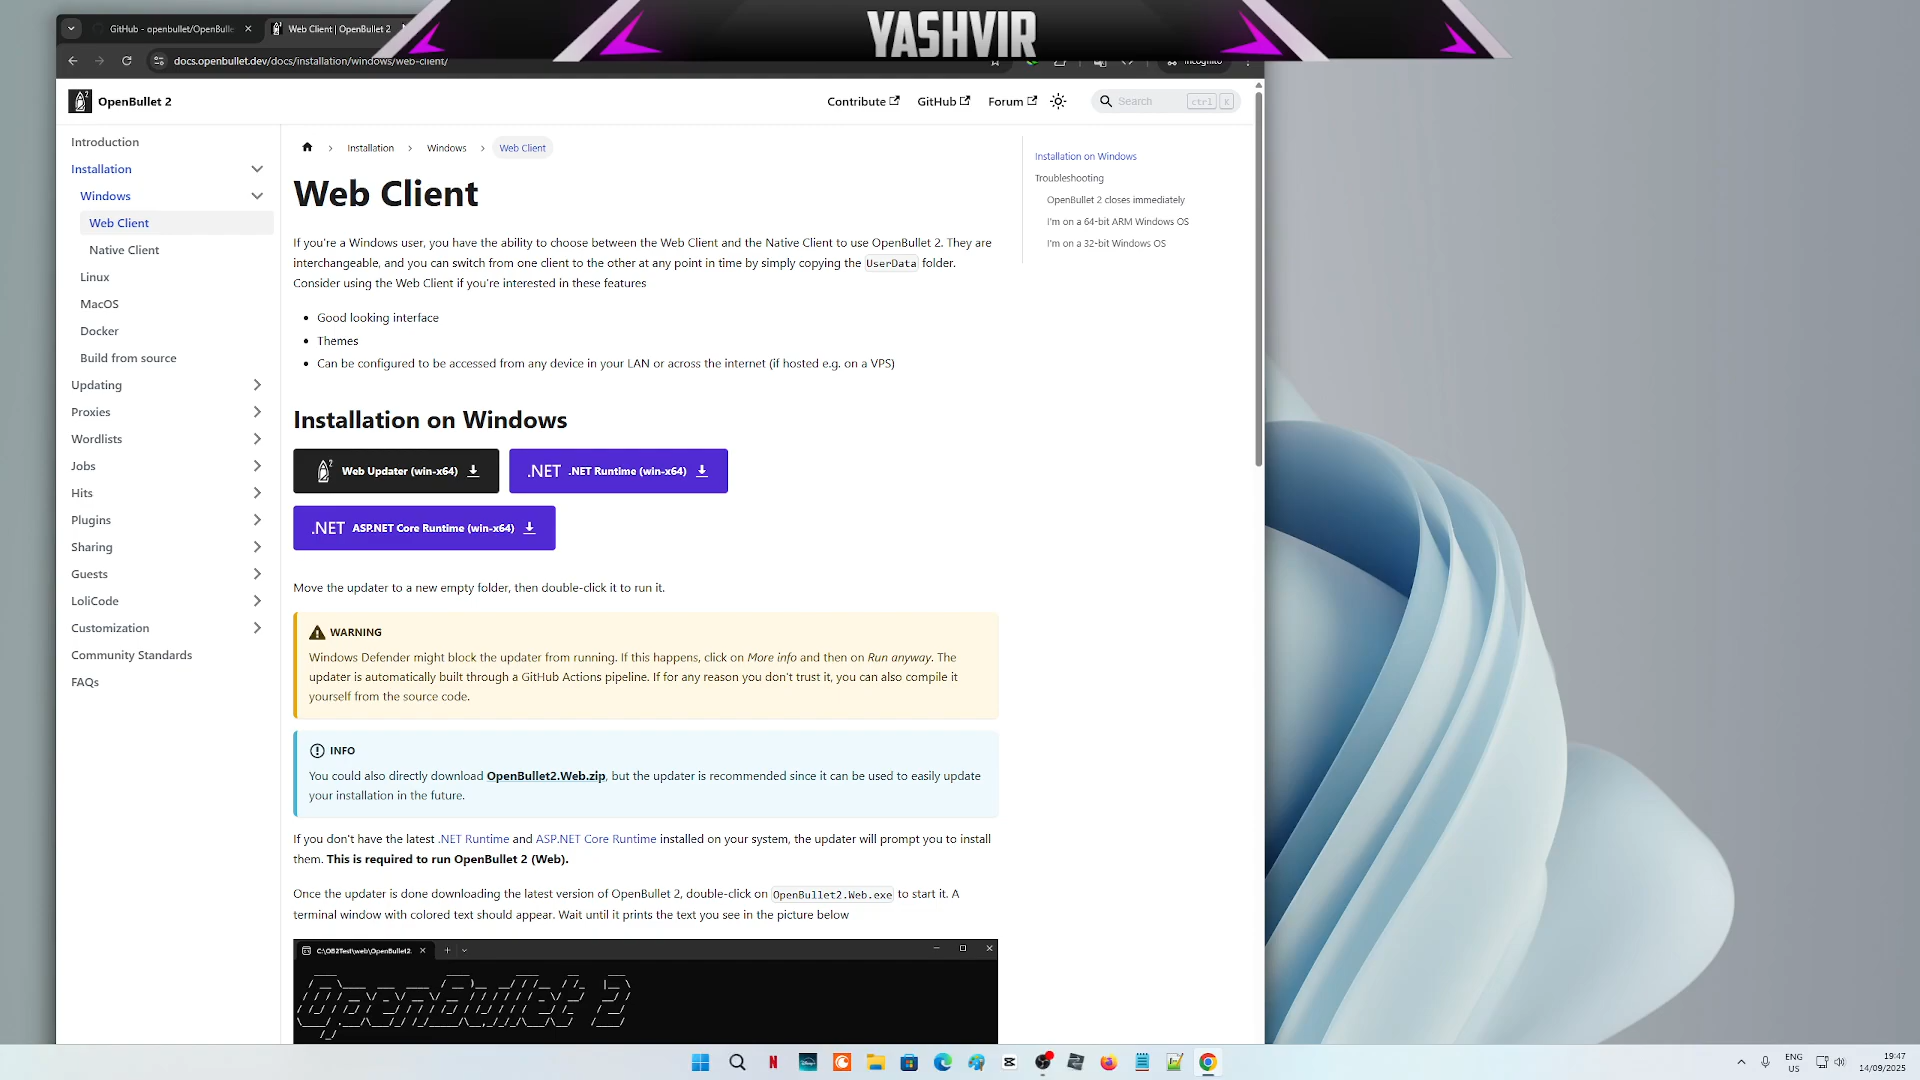 YASHVIR
GitHub - openbullet/OpenBulle
Web Client | OpenBullet 2
docs.openbullet.dev/docs/installation/windows/web-client/
Incognito
OpenBullet 2
Contribute
GitHub
Forum
Search
ctrl
K
Introduction
Installation
Windows
Web Client
Native Client
Linux
MacOS
Docker
Build from source
Updating
Proxies
Wordlists
Jobs
Hits
Plugins
Sharing
Guests
LoliCode
Customization
Community Standards
FAQs
Installation
Windows
Web Client
Web Client
If you're a Windows user, you have the ability to choose between the Web Client and the Native Client to use OpenBullet 2. They are
interchangeable, and you can switch from one client to the other at any point in time by simply copying the UserData folder.
Consider using the Web Client if you're interested in these features
Good looking interface
Themes
Can be configured to be accessed from any device in your LAN or across the internet (if hosted e.g. on a VPS)
Installation on Windows
Web Updater (win-x64)
.NET .NET Runtime (win-x64)
.NET ASP.NET Core Runtime (win-x64)
Move the updater to a new empty folder, then double-click it to run it.
WARNING
Windows Defender might block the updater from running. If this happens, click on More info and then on Run anyway. The
updater is automatically built through a GitHub Actions pipeline. If for any reason you don't trust it, you can also compile it
yourself from the source code.
INFO
You could also directly download OpenBullet2.Web.zip, but the updater is recommended since it can be used to easily update
your installation in the future.
If you don't have the latest .NET Runtime and ASP.NET Core Runtime installed on your system, the updater will prompt you to install
them. This is required to run OpenBullet 2 (Web).
Once the updater is done downloading the latest version of OpenBullet 2, double-click on OpenBullet2.Web.exe to start it. A
terminal window with colored text should appear. Wait until it prints the text you see in the picture below
C:\OB2Test\web\OpenBullet2.
OpenBullet 2
Installation on Windows
Troubleshooting
OpenBullet 2 closes immediately
I'm on a 64-bit ARM Windows OS
I'm on a 32-bit Windows OS
ENG
US
19:47
14/09/2025